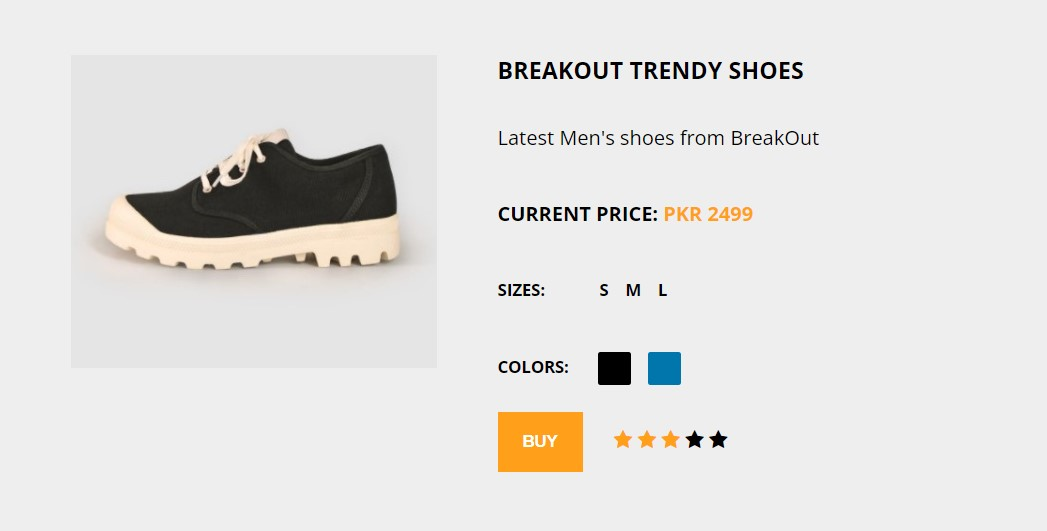 BREAKOUT TRENDY SHOES
Latest Men's shoes from BreakOut
CURRENT PRICE: PKR 2499
SIZES: S M L
COLORS:
BUY